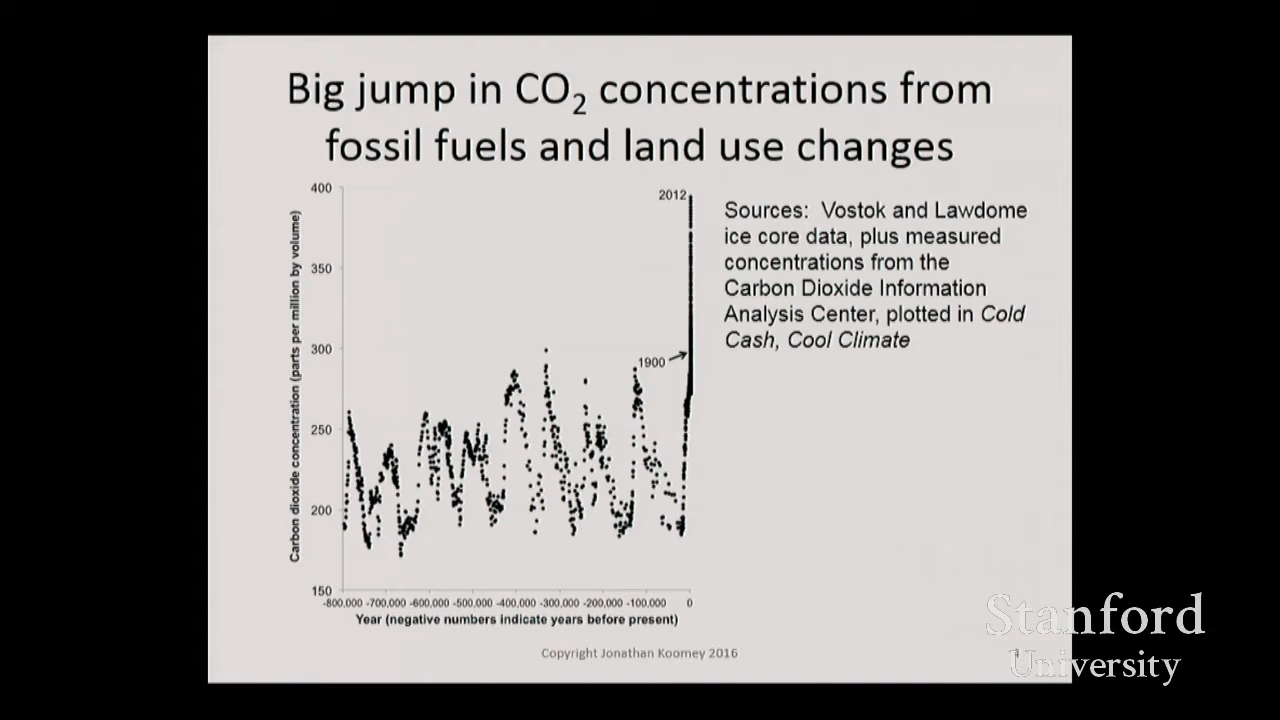 Big jump in CO₂ concentrations from
fossil fuels and land use changes
400
350
300
250
200
150
Carbon dioxide concentration (parts per million by volume)
2012
1900
-800,000 -700,000 -600,000 -500,000 -400,000 -300,000 -200,000 -100,000 0
Year (negative numbers indicate years before present)
Sources: Vostok and Lawdome
ice core data, plus measured
concentrations from the
Carbon Dioxide Information
Analysis Center, plotted in Cold
Cash, Cool Climate
Copyright Jonathan Koomey 2016
4
Stanford
University